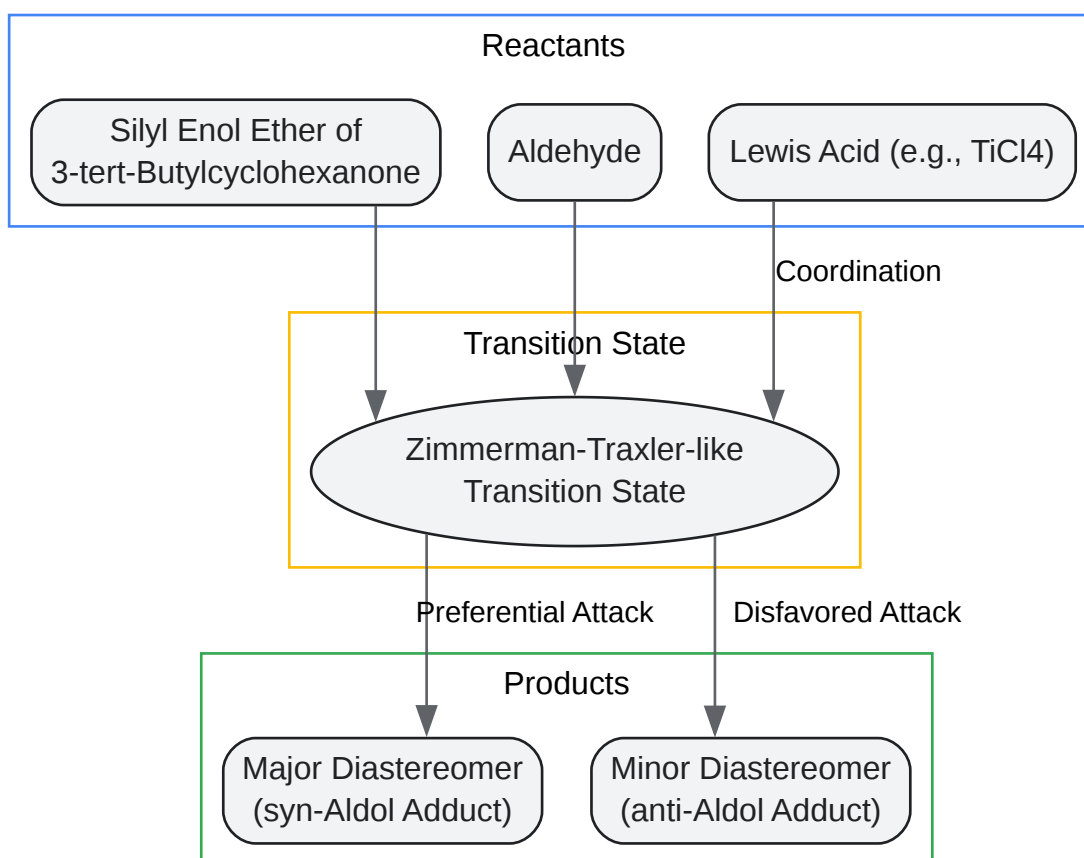 Reactants
Silyl Enol Ether of
3-tert-Butylcyclohexanone
Aldehyde
Lewis Acid (e.g., TiCl4)
Coordination
Transition State
Zimmerman-Traxler-like
Transition State
Preferential Attack
Disfavored Attack
Products
Major Diastereomer
(syn-Aldol Adduct)
Minor Diastereomer
(anti-Aldol Adduct)